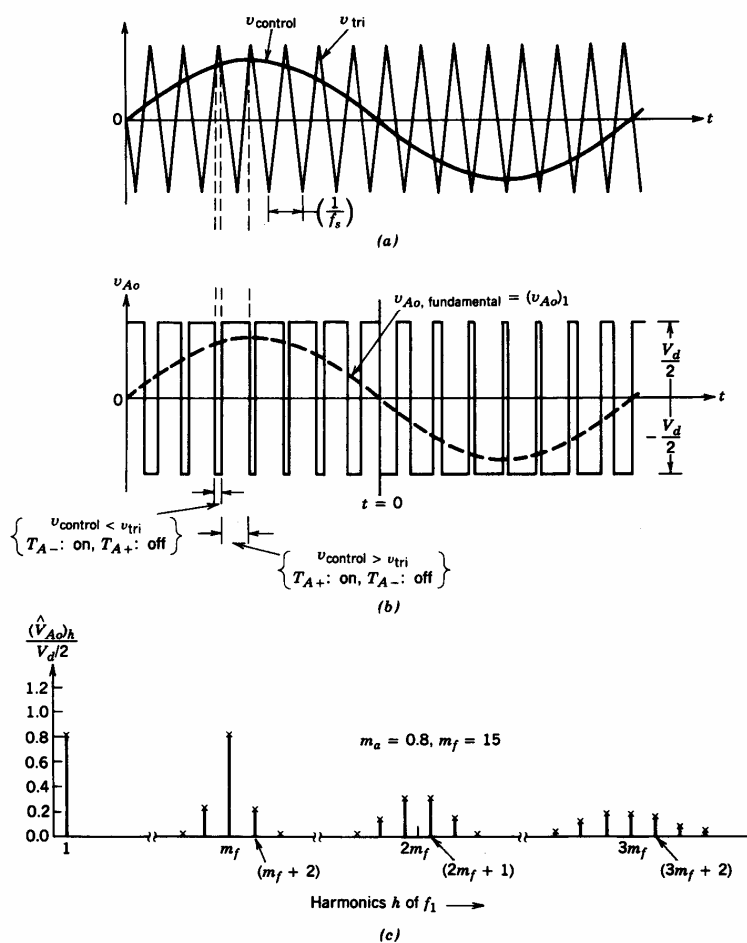 v control
v tri
0
t
(1/f_s)
(a)
v_Ao
v_Ao, fundamental = (v_Ao)_1
V_d/2
0
t
-V_d/2
t = 0
{v_control < v_tri
T_A-: on, T_A+: off}
{v_control > v_tri
T_A+: on, T_A-: off}
(b)
(V̂_Ao)_h
V_d/2
1.2
1.0
0.8
m_a = 0.8, m_f = 15
0.6
0.4
0.2
0.0
1
m_f
2m_f
3m_f
(m_f + 2)
(2m_f + 1)
(3m_f + 2)
Harmonics h of f_1 ⟶
(c)